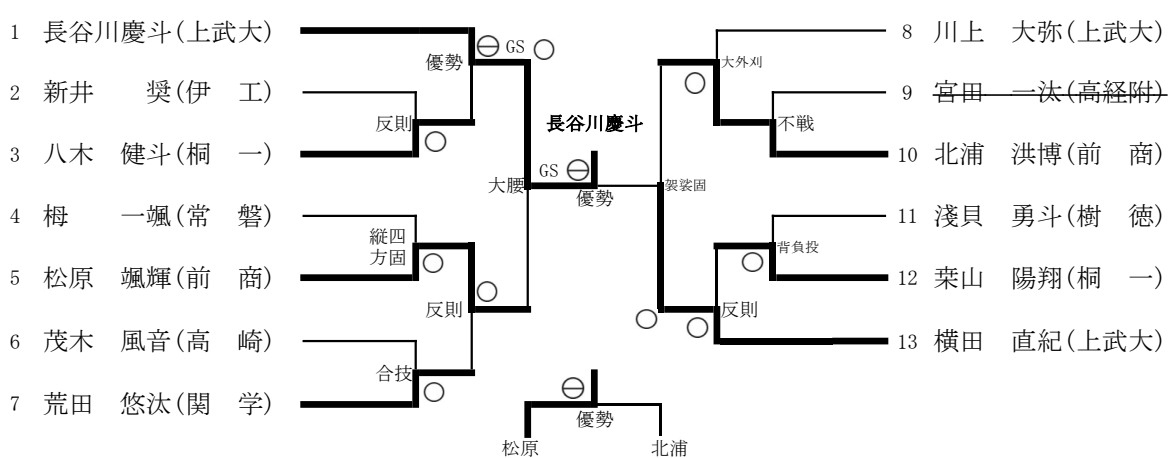 1 長谷川慶斗(上武大)
優勢
GS
2 新井 奨(伊 工)
反則
3 八木 健斗(桐 一)
大腰
4 栂 一颯(常 磐)
縦四
方固
5 松原 颯輝(前 商)
反則
6 茂木 風音(高 崎)
合技
7 荒田 悠汰(関 学)
長谷川慶斗
GS
優勢
優勢
松原 北浦
8 川上 大弥(上武大)
大外刈
9 宮田 一汰(高経附)
不戦
10 北浦 洪博(前 商)
袈裟固
11 淺貝 勇斗(樹 徳)
背負投
12 桒山 陽翔(桐 一)
反則
13 横田 直紀(上武大)